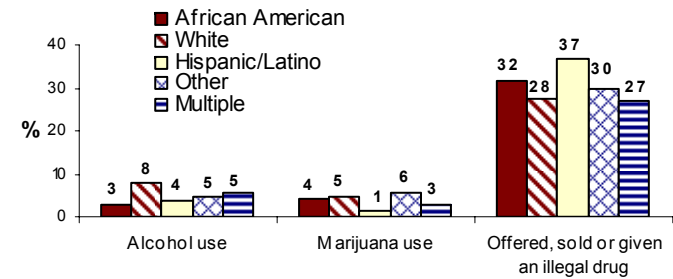 African American
White
Hispanic/Latino
Other
Multiple
40
30
20
10
0
%
3
8
4
5
5
4
5
1
6
3
32
28
37
30
27
Alcohol use
Marijuana use
Offered, sold or given
an illegal drug